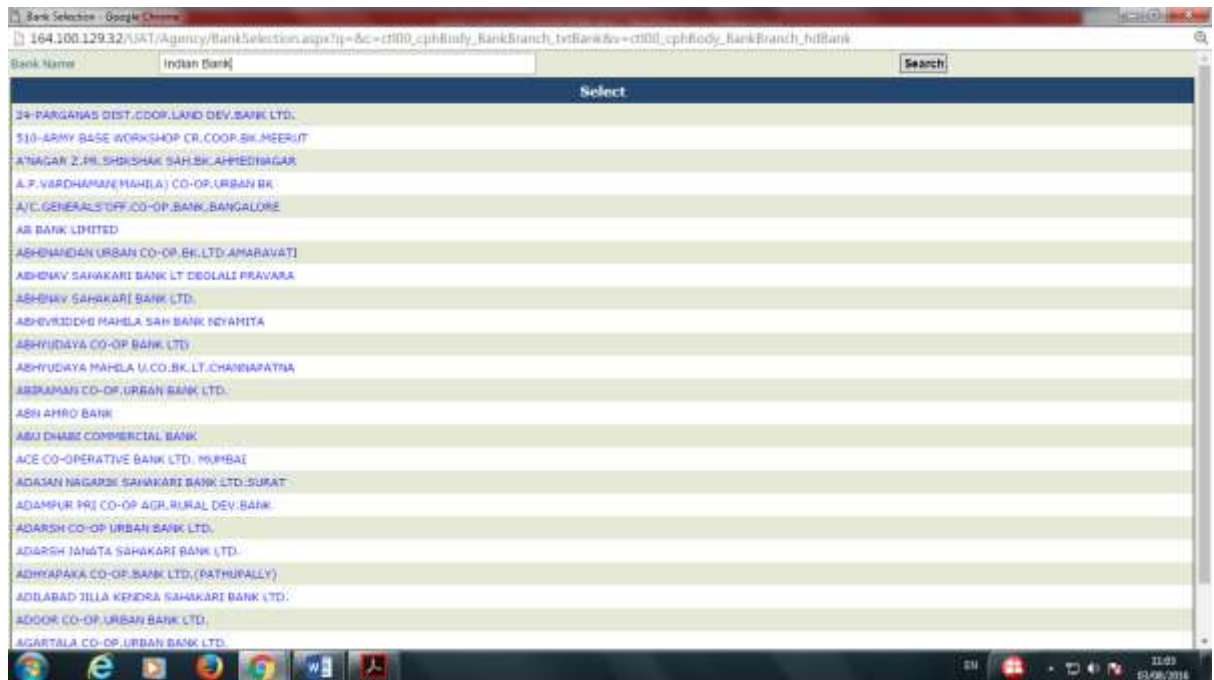 Bank Selection - Google Chrome
164.100.129.32/UAT/Agency/BankSelection.aspx?q=&c=ctl00_cphBody_BankBranch_txtBank&v=ctl00_cphBody_BankBranch_hdBank
Bank Name Indian Bank Search
Select
24-PARGANAS DIST.COOP.LAND DEV.BANK LTD.
510-ARMY BASE WORKSHOP CR.COOP.BK.MEERUT
A'NAGAR Z.PR.SHIKSHAK SAH.BK.AHMEDNAGAR
A.P.VARDHAMAN(MAHILA) CO-OP.URBAN BK
A/C.GENERALS'OFF.CO-OP.BANK,BANGALORE
AB BANK LIMITED
ABHINANDAN URBAN CO-OP.BK.LTD.AMARAVATI
ABHINAV SAHAKARI BANK LT DEOLALI PRAVARA
ABHINAV SAHAKARI BANK LTD.
ABHIVRIDDHI MAHILA SAH BANK NIYAMITA
ABHYUDAYA CO-OP BANK LTD
ABHYUDAYA MAHILA U.CO.BK.LT.CHANNAPATNA
ABIRAMAN CO-OP.URBAN BANK LTD.
ABN AMRO BANK
ABU DHABI COMMERCIAL BANK
ACE CO-OPERATIVE BANK LTD. MUMBAI
ADAJAN NAGARIK SAHAKARI BANK LTD.SURAT
ADAMPUR PRI CO-OP AGR.RURAL DEV.BANK
ADARSH CO-OP URBAN BANK LTD.
ADARSH JANATA SAHAKARI BANK LTD.
ADHYAPAKA CO-OP.BANK LTD.(PATHUPALLY)
ADILABAD JILLA KENDRA SAHAKARI BANK LTD.
ADOOR CO-OP.URBAN BANK LTD.
AGARTALA CO-OP.URBAN BANK LTD.
EN
11:03
03/08/2016